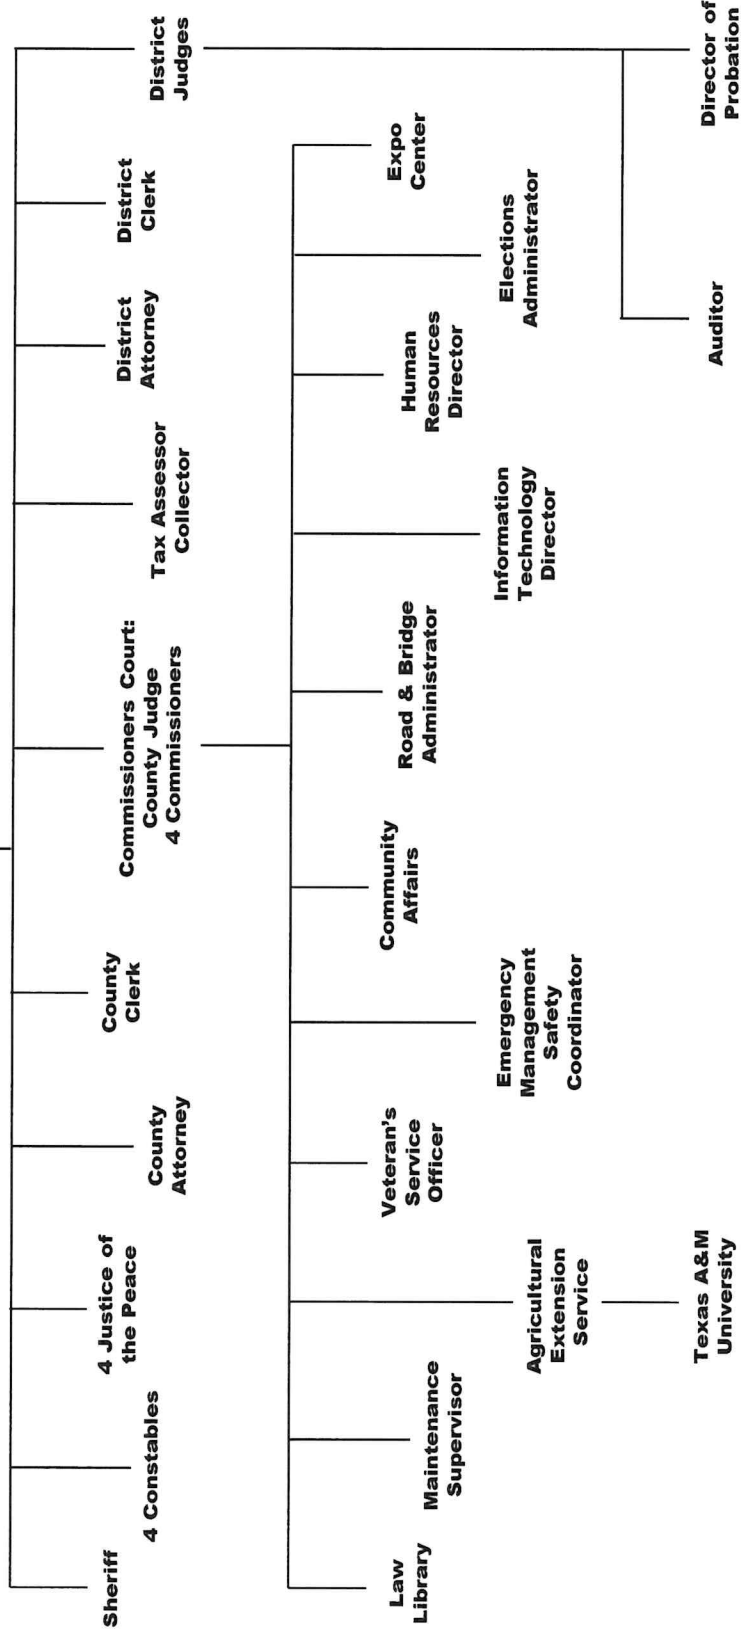 Sheriff
4 Constables
4 Justice of
the Peace
County
Attorney
County
Clerk
Commissioners Court:
County Judge
4 Commissioners
Tax Assessor
Collector
District
Attorney
District
Clerk
District
Judges
Law
Library
Maintenance
Supervisor
Agricultural
Extension
Service
Texas A&M
University
Veteran's
Service
Officer
Emergency
Management
Safety
Coordinator
Community
Affairs
Road & Bridge
Administrator
Information
Technology
Director
Human
Resources
Director
Elections
Administrator
Expo
Center
Auditor
Director of
Probation